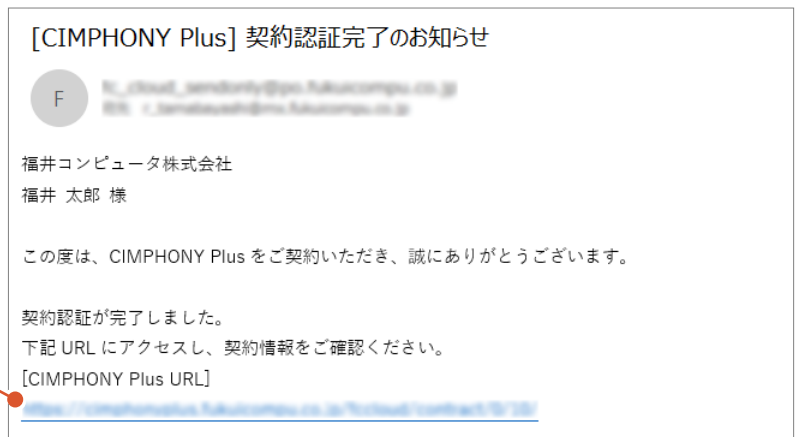 [CIMPHONY Plus] 契約認証完了のお知らせ
F
福井コンピュータ株式会社
福井 太郎 様
この度は、CIMPHONY Plus をご契約いただき、誠にありがとうございます。
契約認証が完了しました。
下記 URL にアクセスし、契約情報をご確認ください。
[CIMPHONY Plus URL]